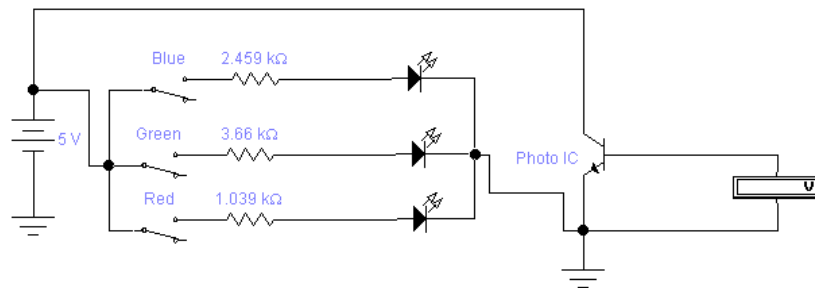 Blue 2.459 kΩ
5 V
Green 3.66 kΩ
Photo IC
Red 1.039 kΩ
V